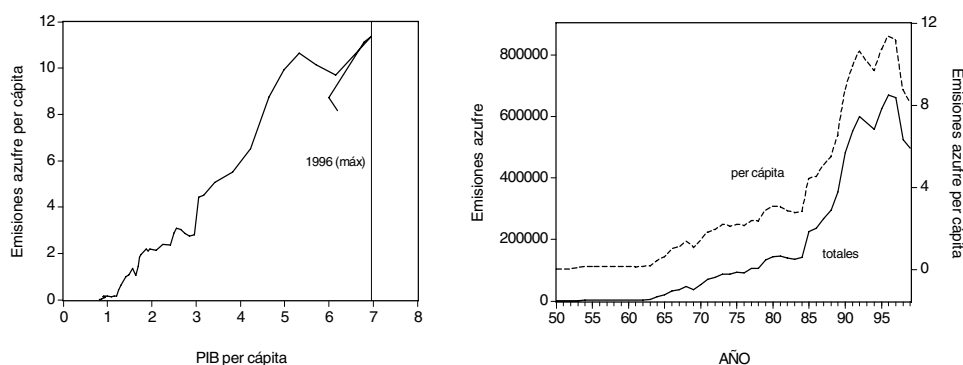 Emisiones azufre per cápita
12
10
8
6
4
2
0
0 1 2 3 4 5 6 7 8
1996 (máx)
PIB per cápita
Emisiones azufre
800000
600000
400000
200000
0
50 55 60 65 70 75 80 85 90 95
per cápita
totales
12
8
4
0
Emisiones azufre per cápita
AÑO